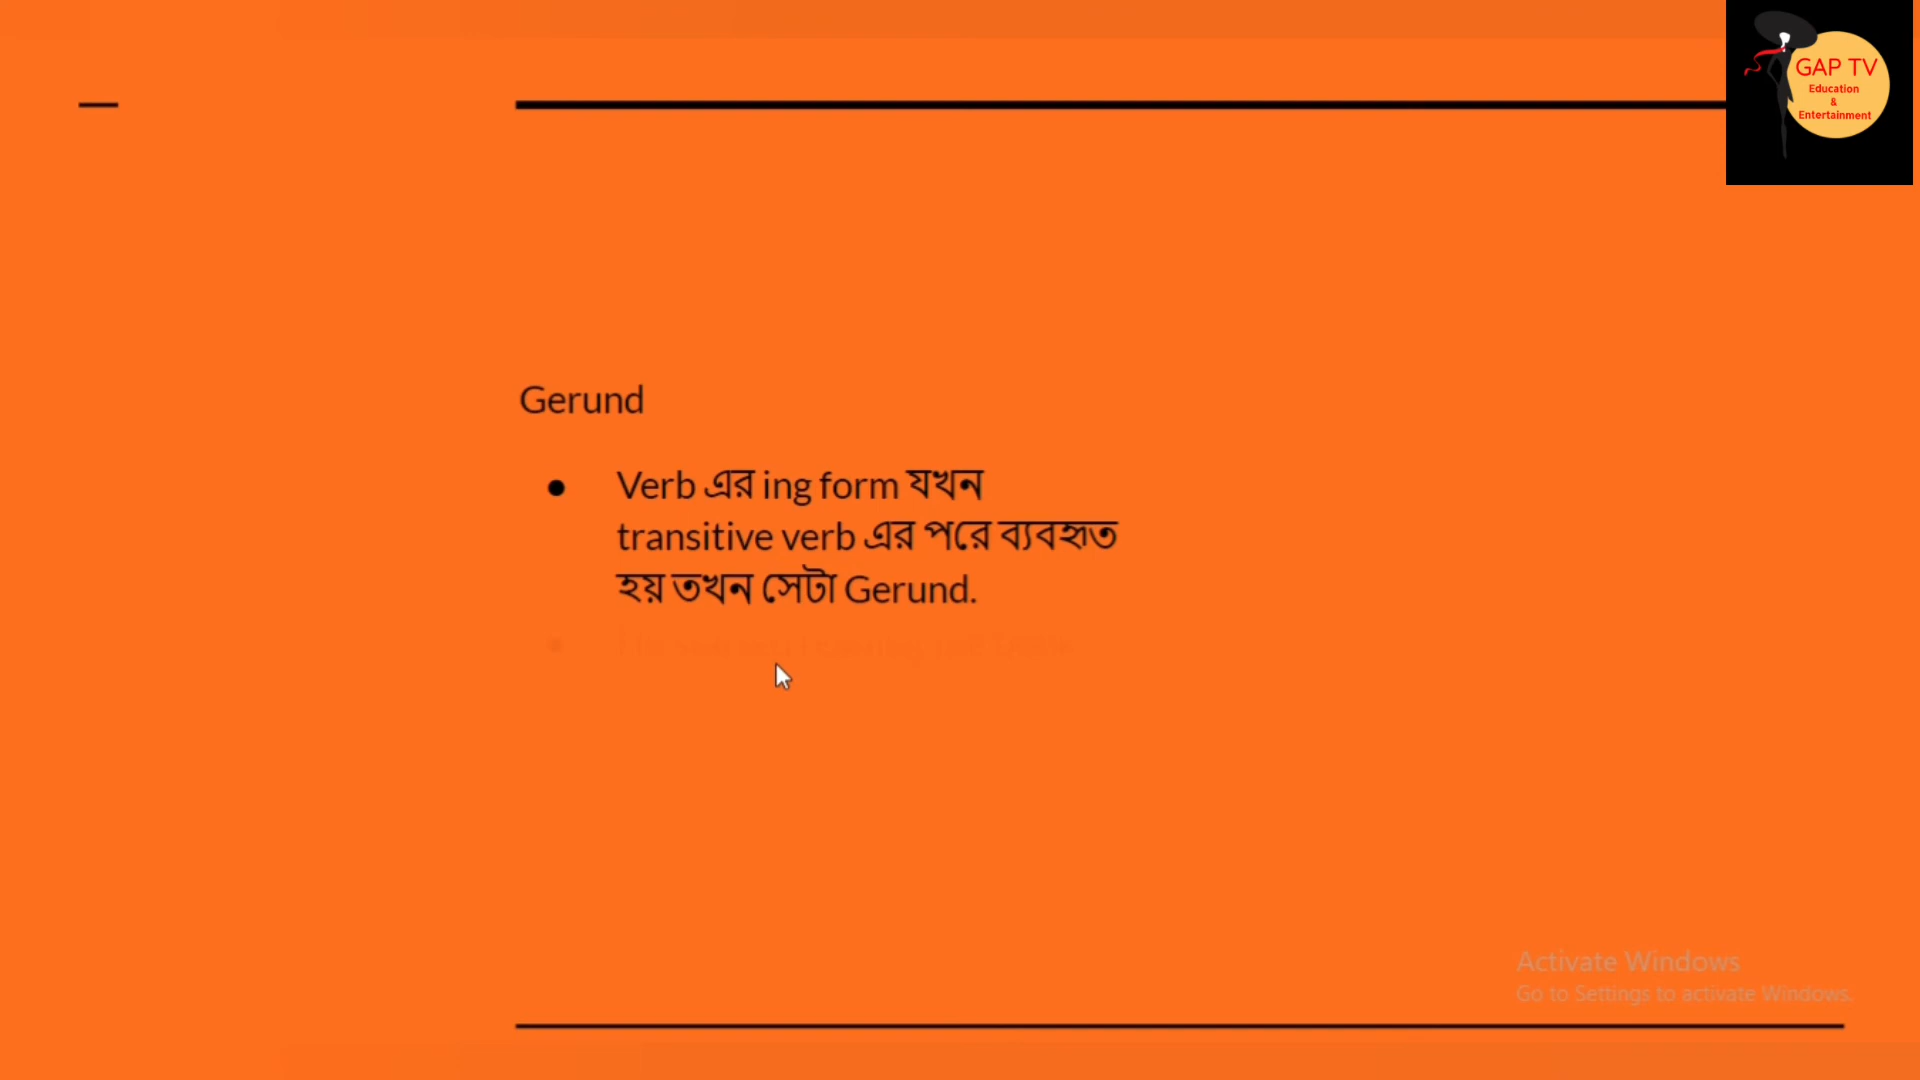 GAP TV
Education
&
Entertainment
Gerund
● Verb এর ing form যখন
transitive verb এর পরে ব্যবহৃত
হয় তখন সেটা Gerund.
Activate Windows
Go to Settings to activate Windows.